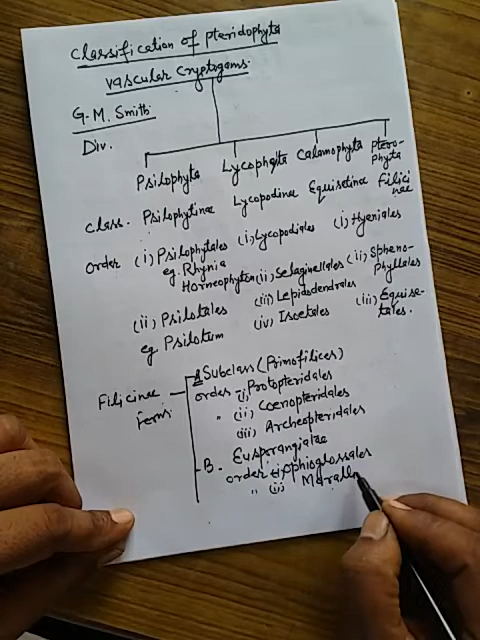 Classification of pteridophyta
vascular cryptogams.
G. M. Smith
Div.
Psilophyta Lycophyta Calamophyta Ptero-
phyta
Class. Psilophytinae Lycopodinae Equisetinae Filici
nae
Order (i) Psilophytales (i) Lycopodiales (i) Hyeniales
eg. Rhynia
Horneophyton (ii) Selaginellales (ii) Spheno-
phyllales
(iii) Lepidodendrales
(ii) Psilotales (iv) Isoetales (iii) Equise-
tales.
eg Psilotum
Filicinae
ferns
A Subclass (Primofilices)
order (i) Protopteridales
" (ii) Coenopteridales
(iii) Archeopteridales
B. Eusporangiatae
order (i) Ophioglossales
" (ii) Maratt